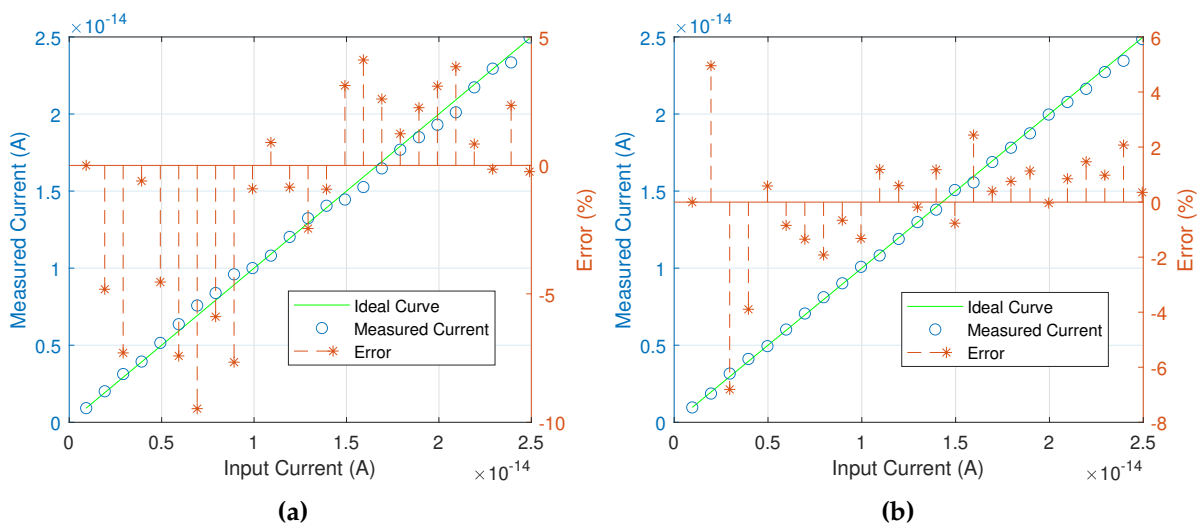 ×10⁻¹⁴
2.5
2
1.5
1
0.5
0
Measured Current (A)
5
0
-5
-10
Error (%)
Ideal Curve
Measured Current
Error
0 0.5 1 1.5 2 2.5
Input Current (A)
×10⁻¹⁴
(a)
×10⁻¹⁴
2.5
2
1.5
1
0.5
0
Measured Current (A)
6
4
2
0
-2
-4
-6
-8
Error (%)
Ideal Curve
Measured Current
Error
0 0.5 1 1.5 2 2.5
Input Current (A)
×10⁻¹⁴
(b)